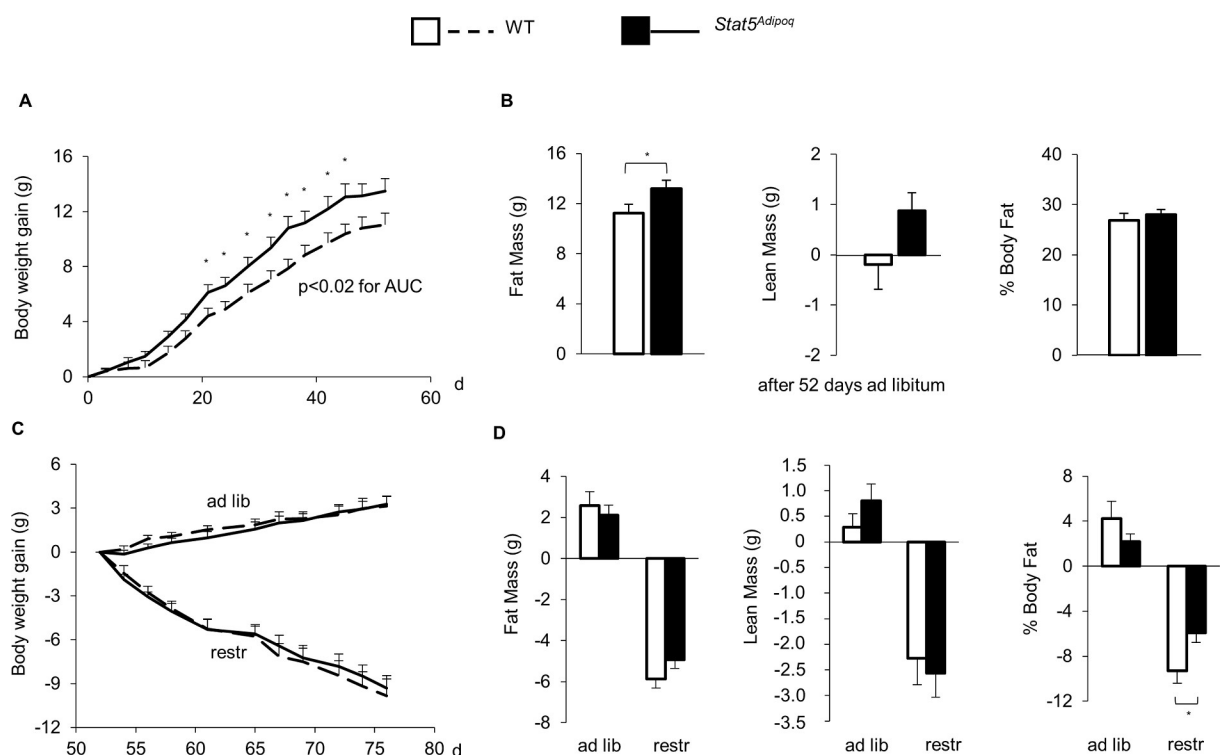 WT
Stat5Adipoq
A
Body weight gain (g)
16
12
8
4
0
0
20
40
60
d
* * * * * * * * *
p<0.02 for AUC
B
Fat Mass (g)
16
12
8
4
0
*
Lean Mass (g)
2
1
0
-1
-2
% Body Fat
40
30
20
10
0
after 52 days ad libitum
C
Body weight gain (g)
6
3
0
-3
-6
-9
-12
50
55
60
65
70
75
80
d
ad lib
restr
D
Fat Mass (g)
4
2
0
-2
-4
-6
-8
ad lib
restr
Lean Mass (g)
1.5
1.0
0.5
0.0
-0.5
-1.0
-1.5
-2.0
-2.5
-3.0
-3.5
ad lib
restr
% Body Fat
8
4
0
-4
-8
-12
*
ad lib
restr